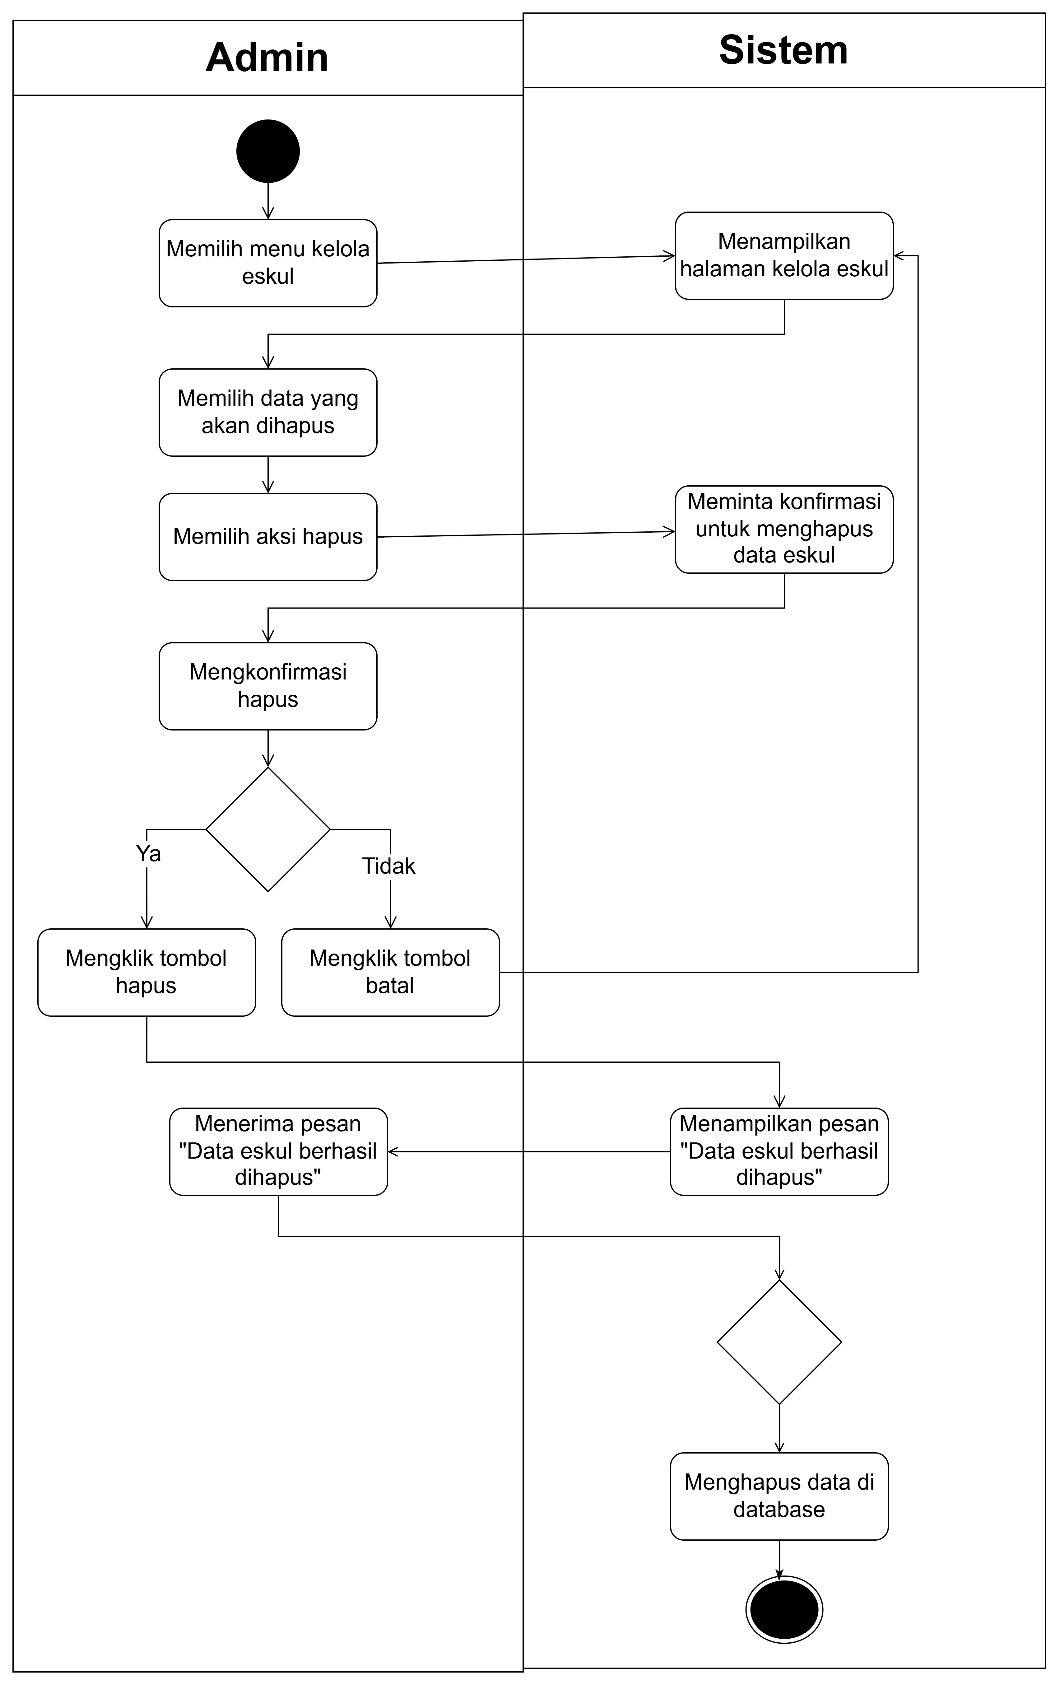 Admin
Sistem
Memilih menu kelola
eskul
Menampilkan
halaman kelola eskul
Memilih data yang
akan dihapus
Memilih aksi hapus
Meminta konfirmasi
untuk menghapus
data eskul
Mengkonfirmasi
hapus
Ya
Tidak
Mengklik tombol
hapus
Mengklik tombol
batal
Menerima pesan
"Data eskul berhasil
dihapus"
Menampilkan pesan
"Data eskul berhasil
dihapus"
Menghapus data di
database